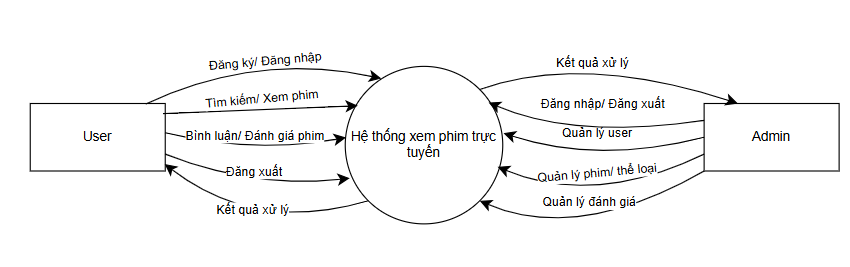 Đăng ký/ Đăng nhập
Kết quả xử lý
Tìm kiếm/ Xem phim
Đăng nhập/ Đăng xuất
User
Bình luận/ Đánh giá phim
Hệ thống xem phim trực
tuyến
Quản lý user
Admin
Đăng xuất
Quản lý phim/ thể loại
Kết quả xử lý
Quản lý đánh giá